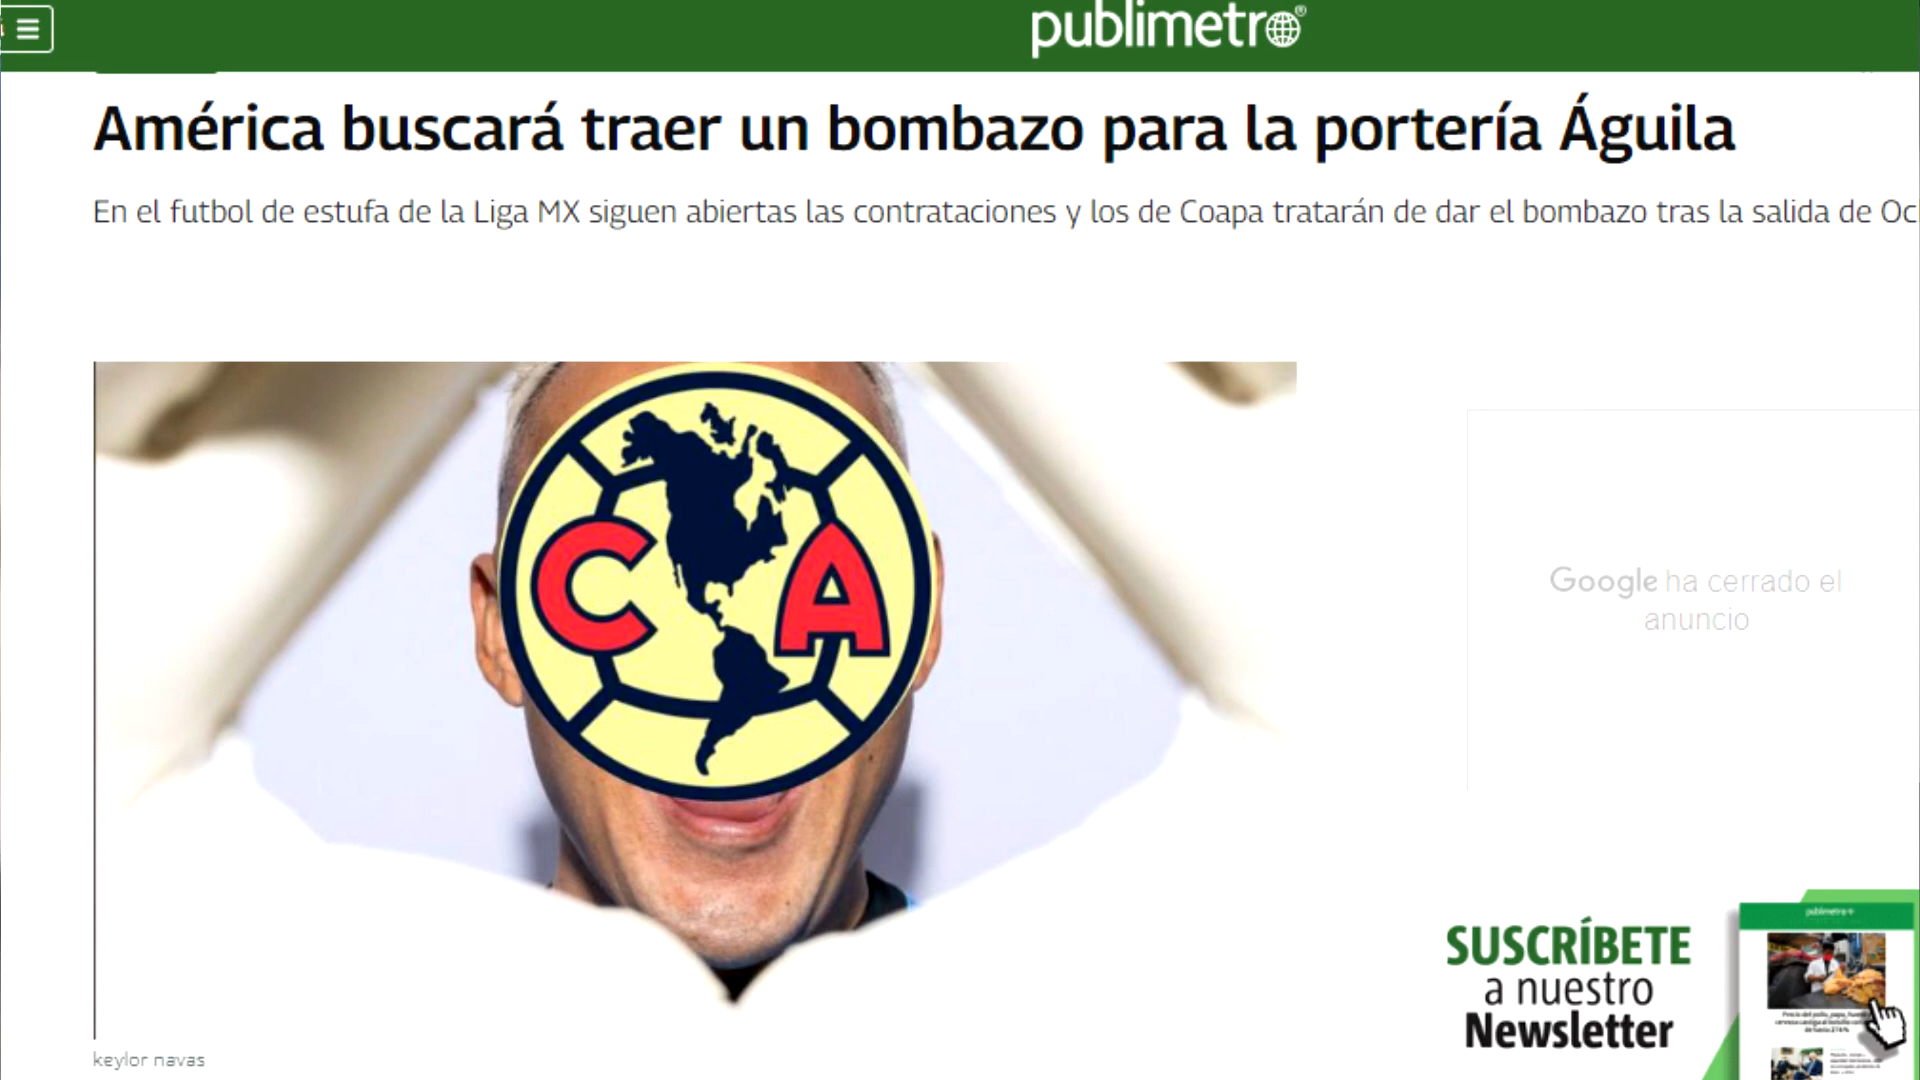 publimetro
América buscará traer un bombazo para la portería Águila
En el futbol de estufa de la Liga MX siguen abiertas las contrataciones y los de Coapa tratarán de dar el bombazo tras la salida de Oc
C A
Google ha cerrado el
anuncio
SUSCRÍBETE
a nuestro
Newsletter
publimetro
keylor navas